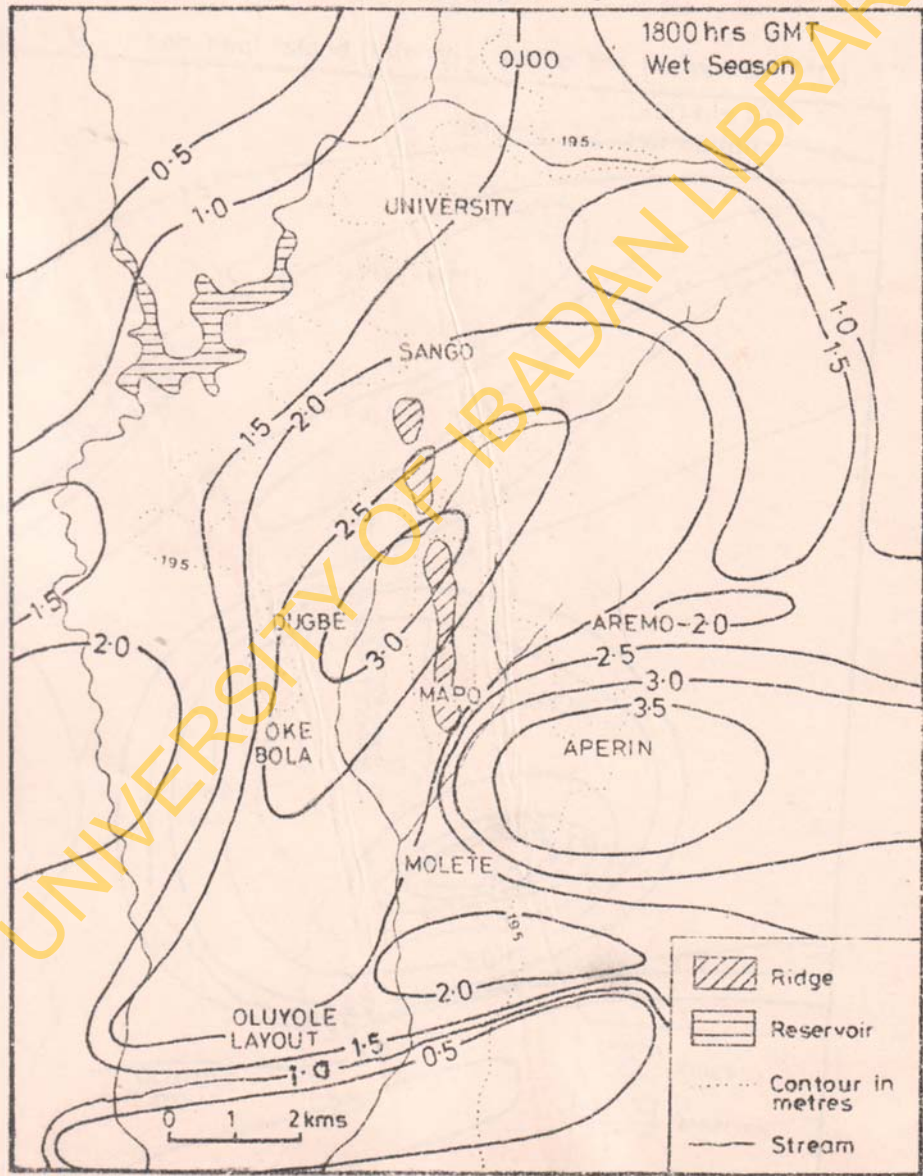 1800 hrs GMT
Wet Season
OJOO
195
0·5
1·0
UNIVERSITY
1·0
1·5
SANGO
1·5
2·0
2·5
195
1·5
DUGBE
3·0
AREMO
2·0
2·0
2·5
3·0
MAPO
3·5
OKE
BOLA
APERIN
MOLETE
195
2·0
OLUYOLE
LAYOUT
1·5
1·0
0·5
0 1 2 kms
Ridge
Reservoir
Contour in
metres
Stream
UNIVERSITY OF IBADAN LIBRAR